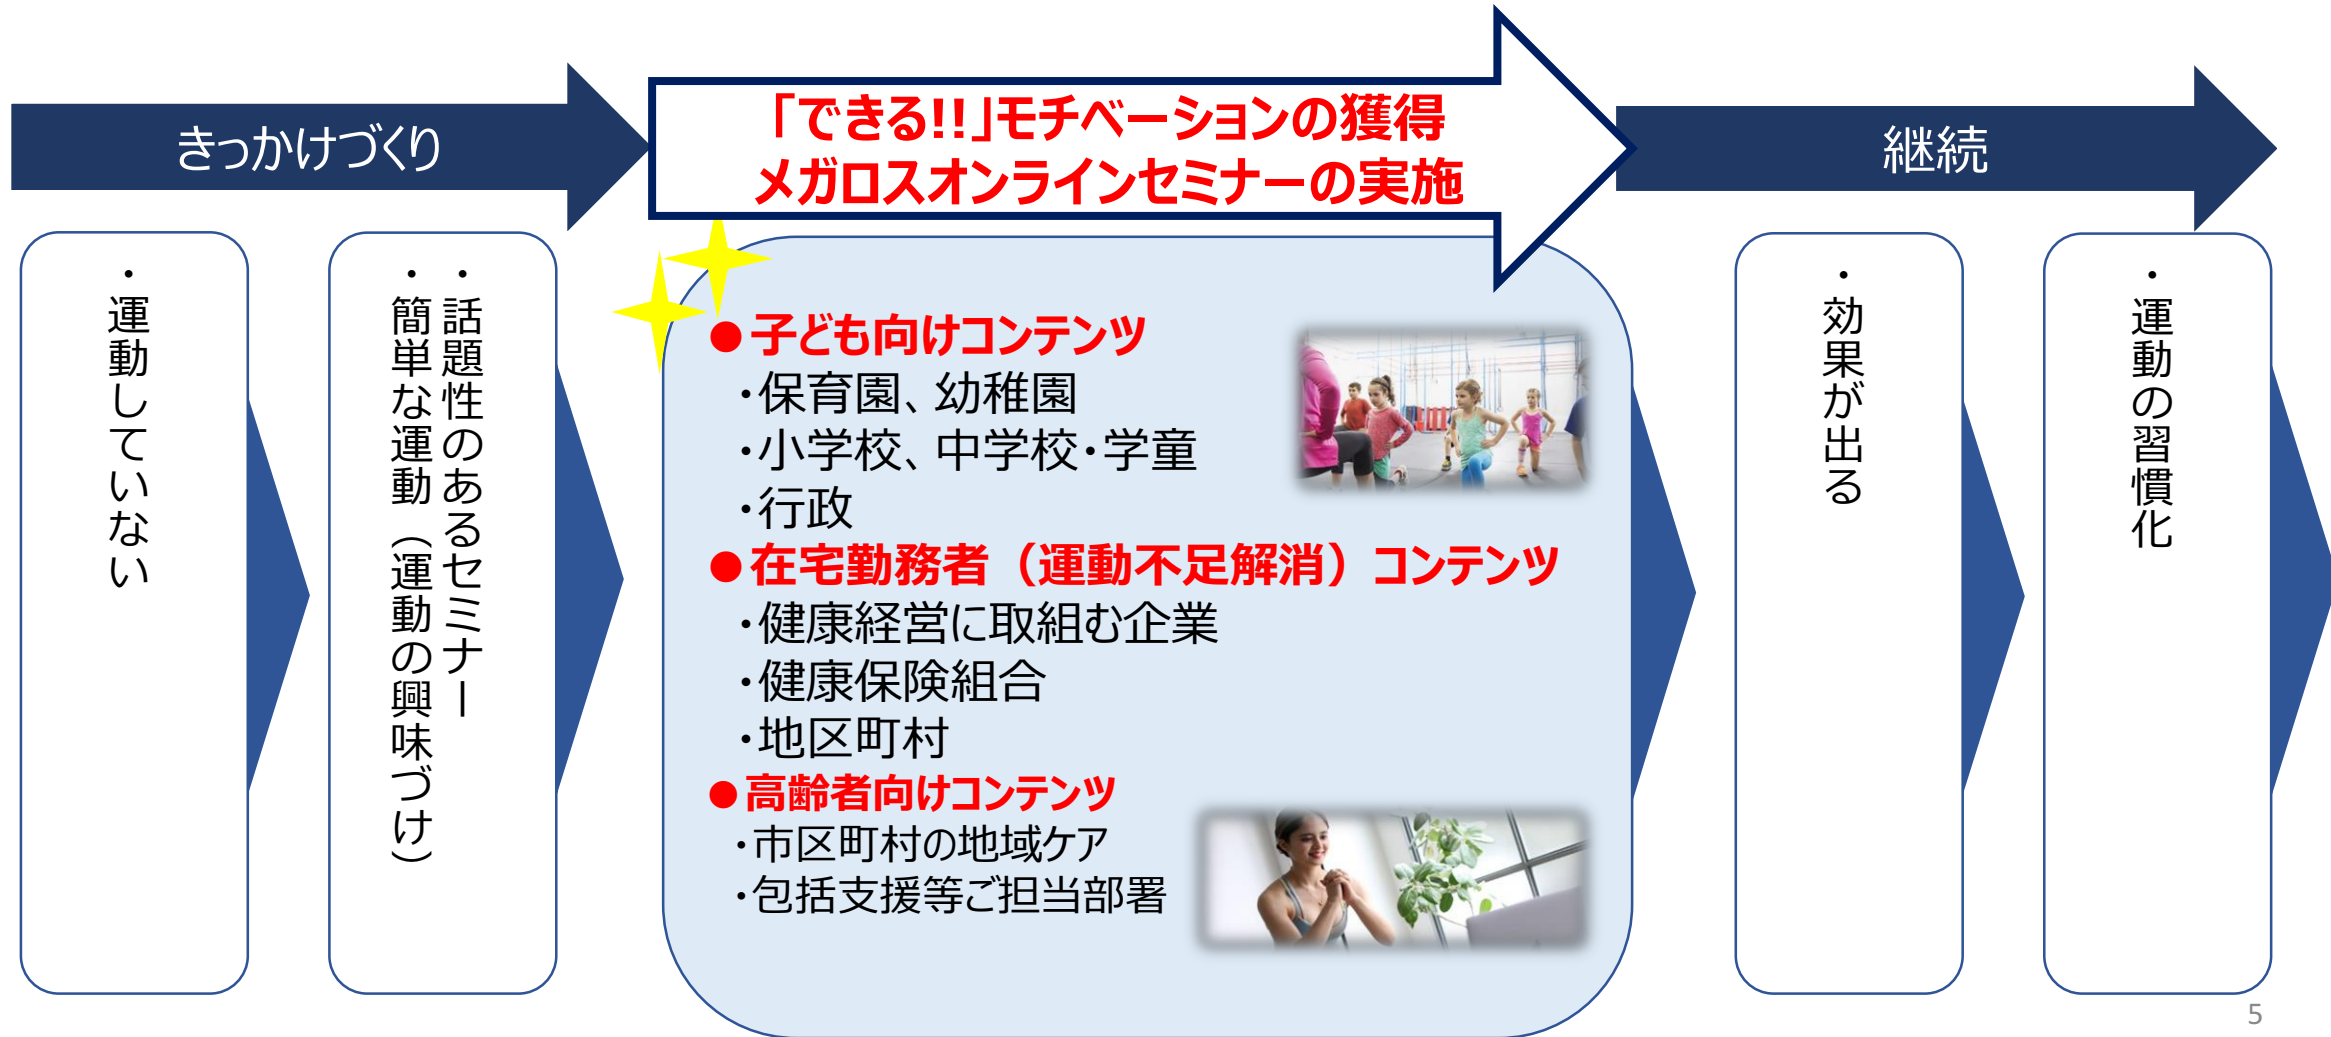 きっかけづくり
「できる!!」モチベーションの獲得
メガロスオンラインセミナーの実施
継続
・運動していない
・話題性のあるセミナー
・簡単な運動（運動の興味づけ）
●子ども向けコンテンツ
・保育園、幼稚園
・小学校、中学校・学童
・行政
●在宅勤務者（運動不足解消）コンテンツ
・健康経営に取組む企業
・健康保険組合
・地区町村
●高齢者向けコンテンツ
・市区町村の地域ケア
・包括支援等ご担当部署
・効果が出る
・運動の習慣化
5